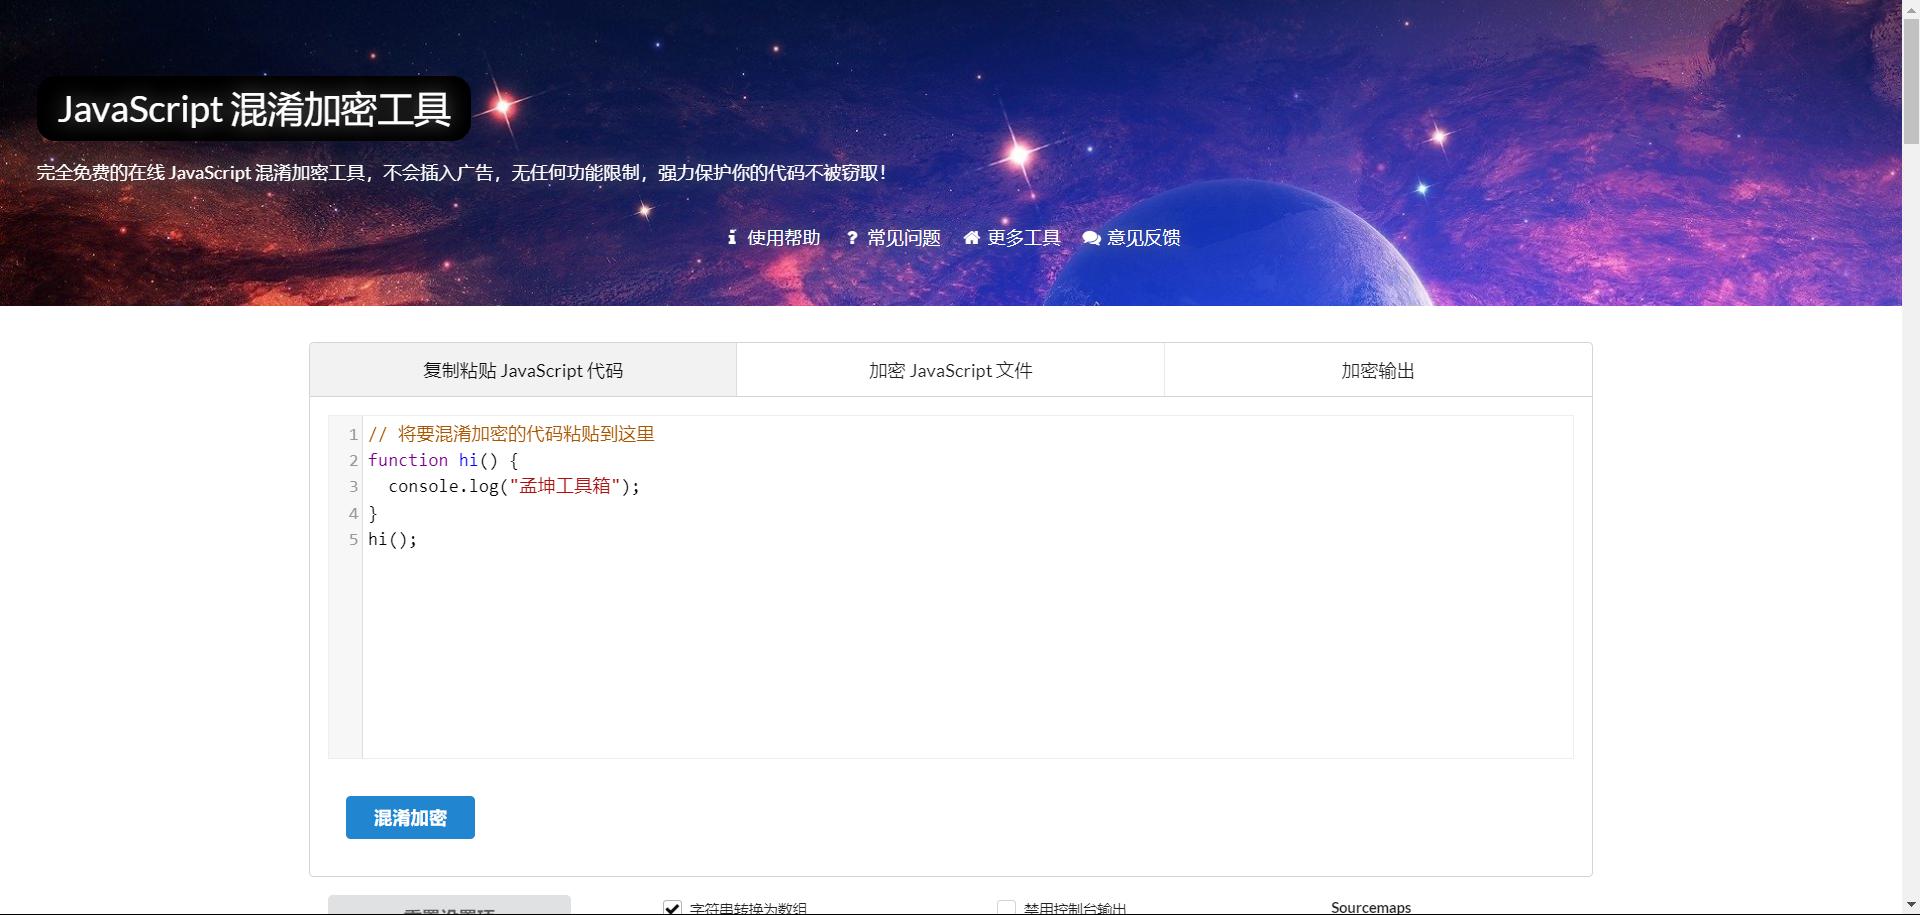 JavaScript 混淆加密工具
完全免费的在线 JavaScript 混淆加密工具，不会插入广告，无任何功能限制，强力保护你的代码不被窃取！
使用帮助 常见问题 更多工具 意见反馈
复制粘贴 JavaScript 代码 加密 JavaScript 文件 加密输出
1 // 将要混淆加密的代码粘贴到这里
2 function hi() {
3 console.log("孟坤工具箱");
4 }
5 hi();
混淆加密
重置设置项 字符串转换为数组 禁用控制台输出 Sourcemaps